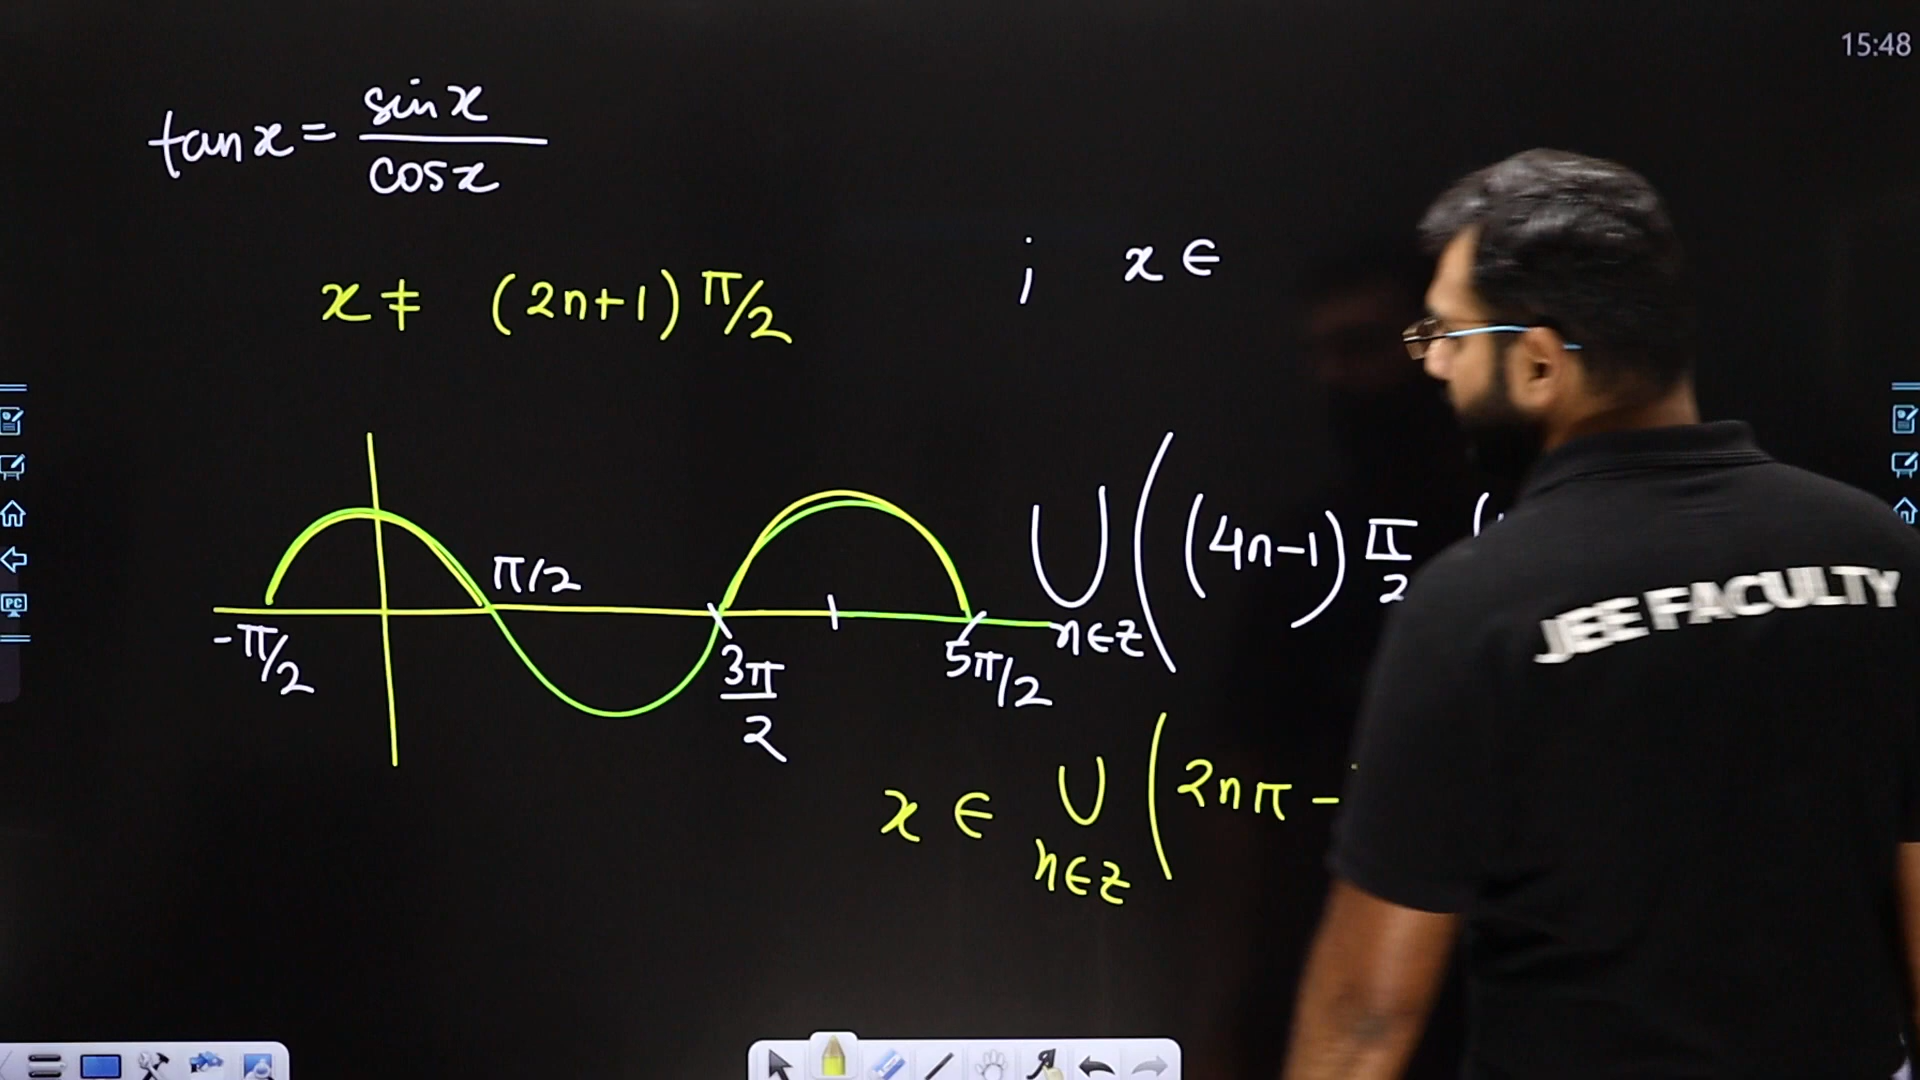 15:48
tan x = sin x / cos x
; x ∈
x ≠ (2n+1) π/2
⋃ n∈z ( (4n-1) π/2 (
π/2
-π/2
3π/2
5π/2
x ∈ ⋃ n∈z ( 2nπ -
JEE FACULTY
PC